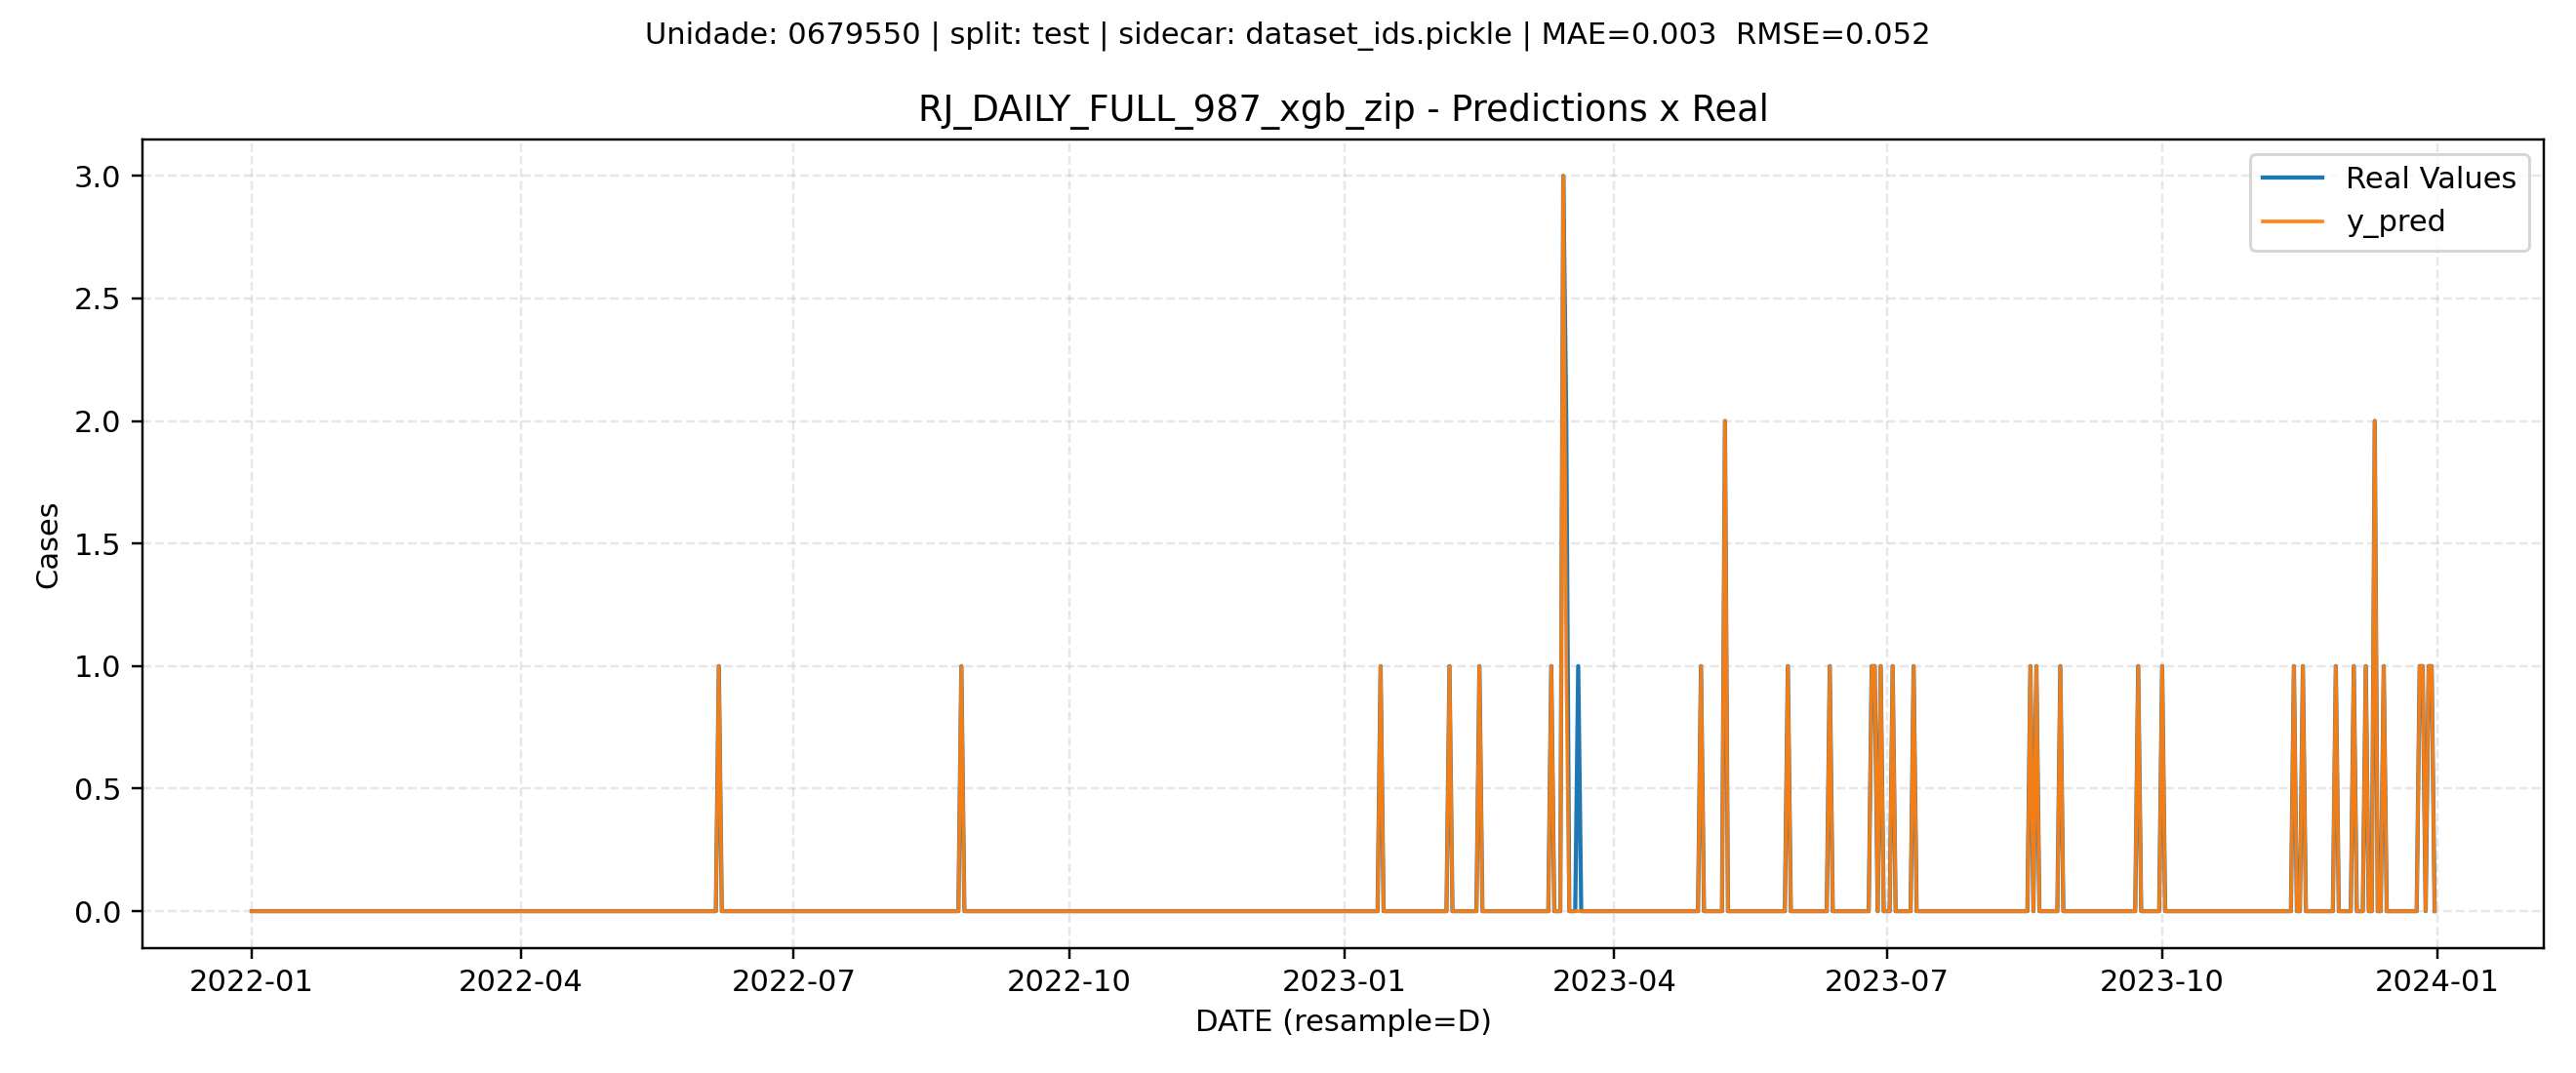 Unidade: 0679550 | split: test | sidecar: dataset_ids.pickle | MAE=0.003  RMSE=0.052
RJ_DAILY_FULL_987_xgb_zip - Predictions x Real
Real Values
y_pred
Cases
3.0
2.5
2.0
1.5
1.0
0.5
0.0
2022-01 2022-04 2022-07 2022-10 2023-01 2023-04 2023-07 2023-10 2024-01
DATE (resample=D)